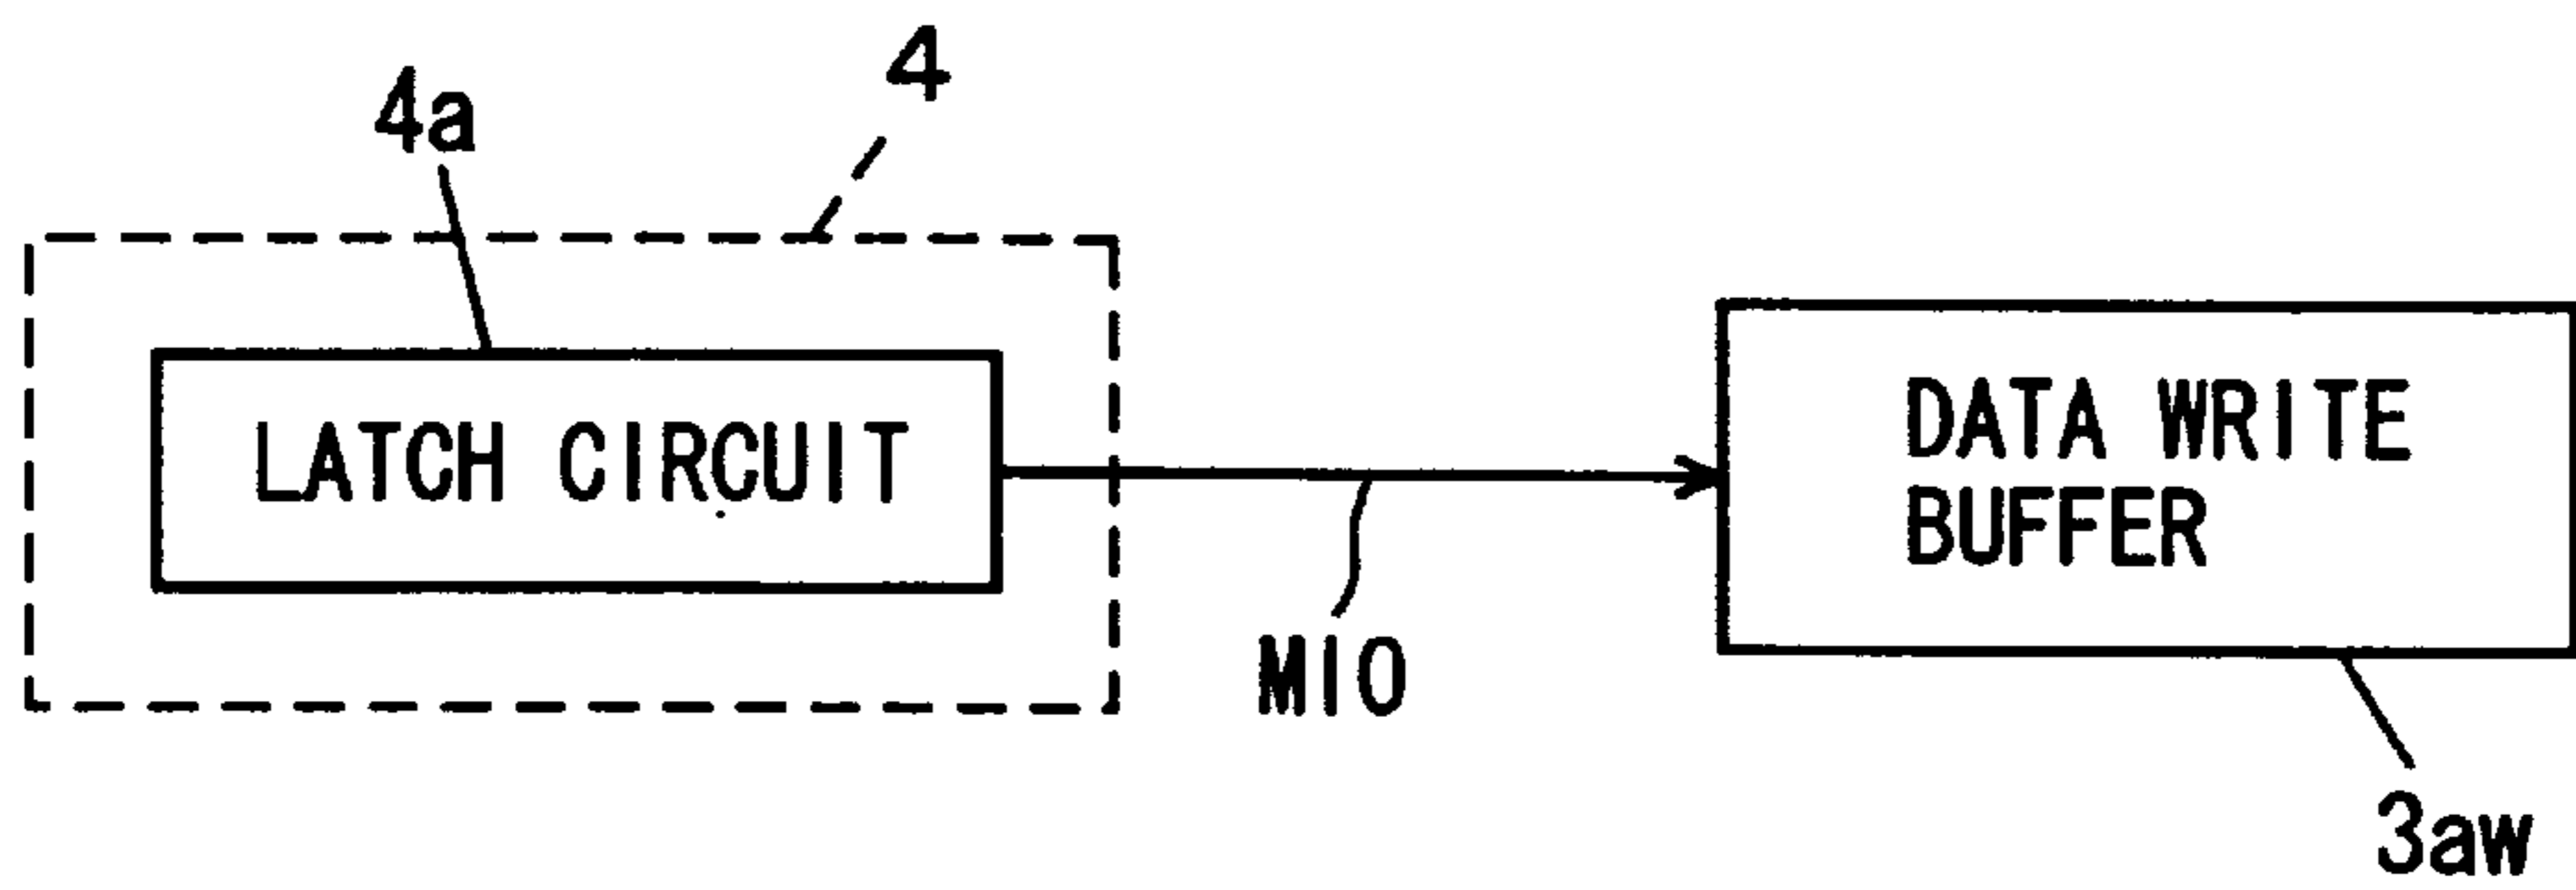 4
4a
LATCH CIRCUIT
DATA WRITE
BUFFER
MIO
3aw